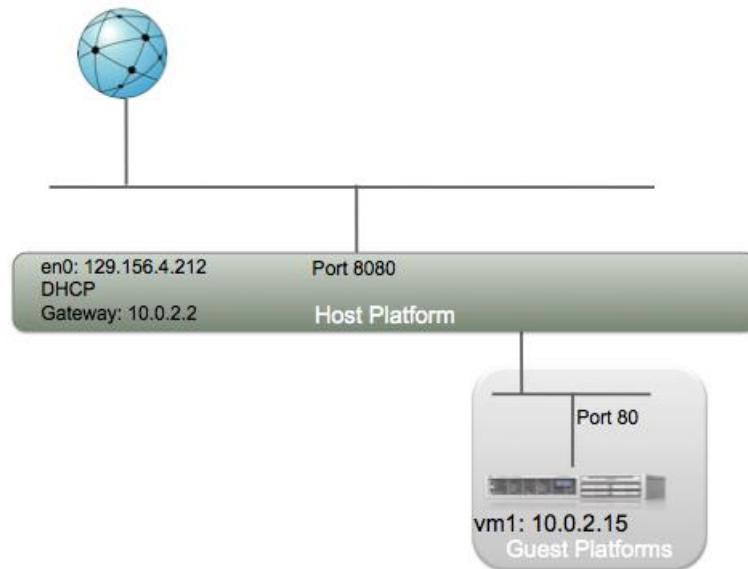 en0: 129.156.4.212
DHCP
Gateway: 10.0.2.2
Port 8080
Host Platform
Port 80
vm1: 10.0.2.15
Guest Platforms